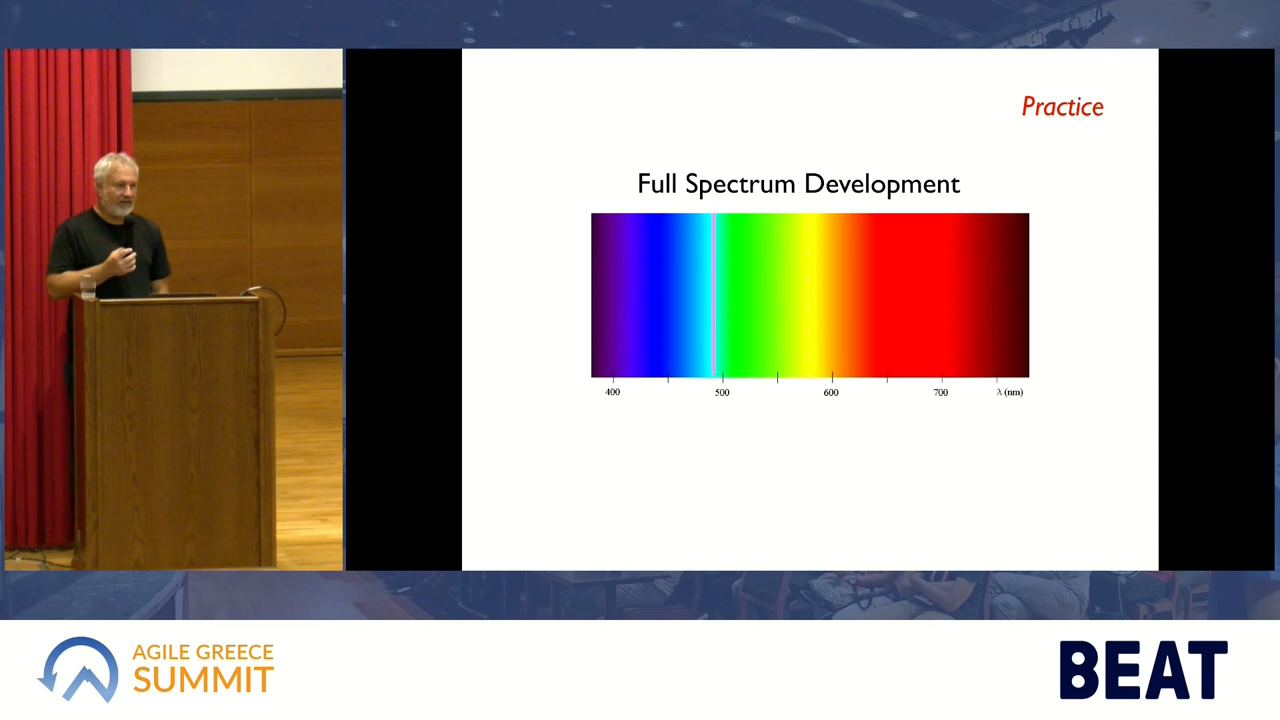 Practice
Full Spectrum Development
400
500
600
700
λ (nm)
AGILE GREECE
SUMMIT
BEAT